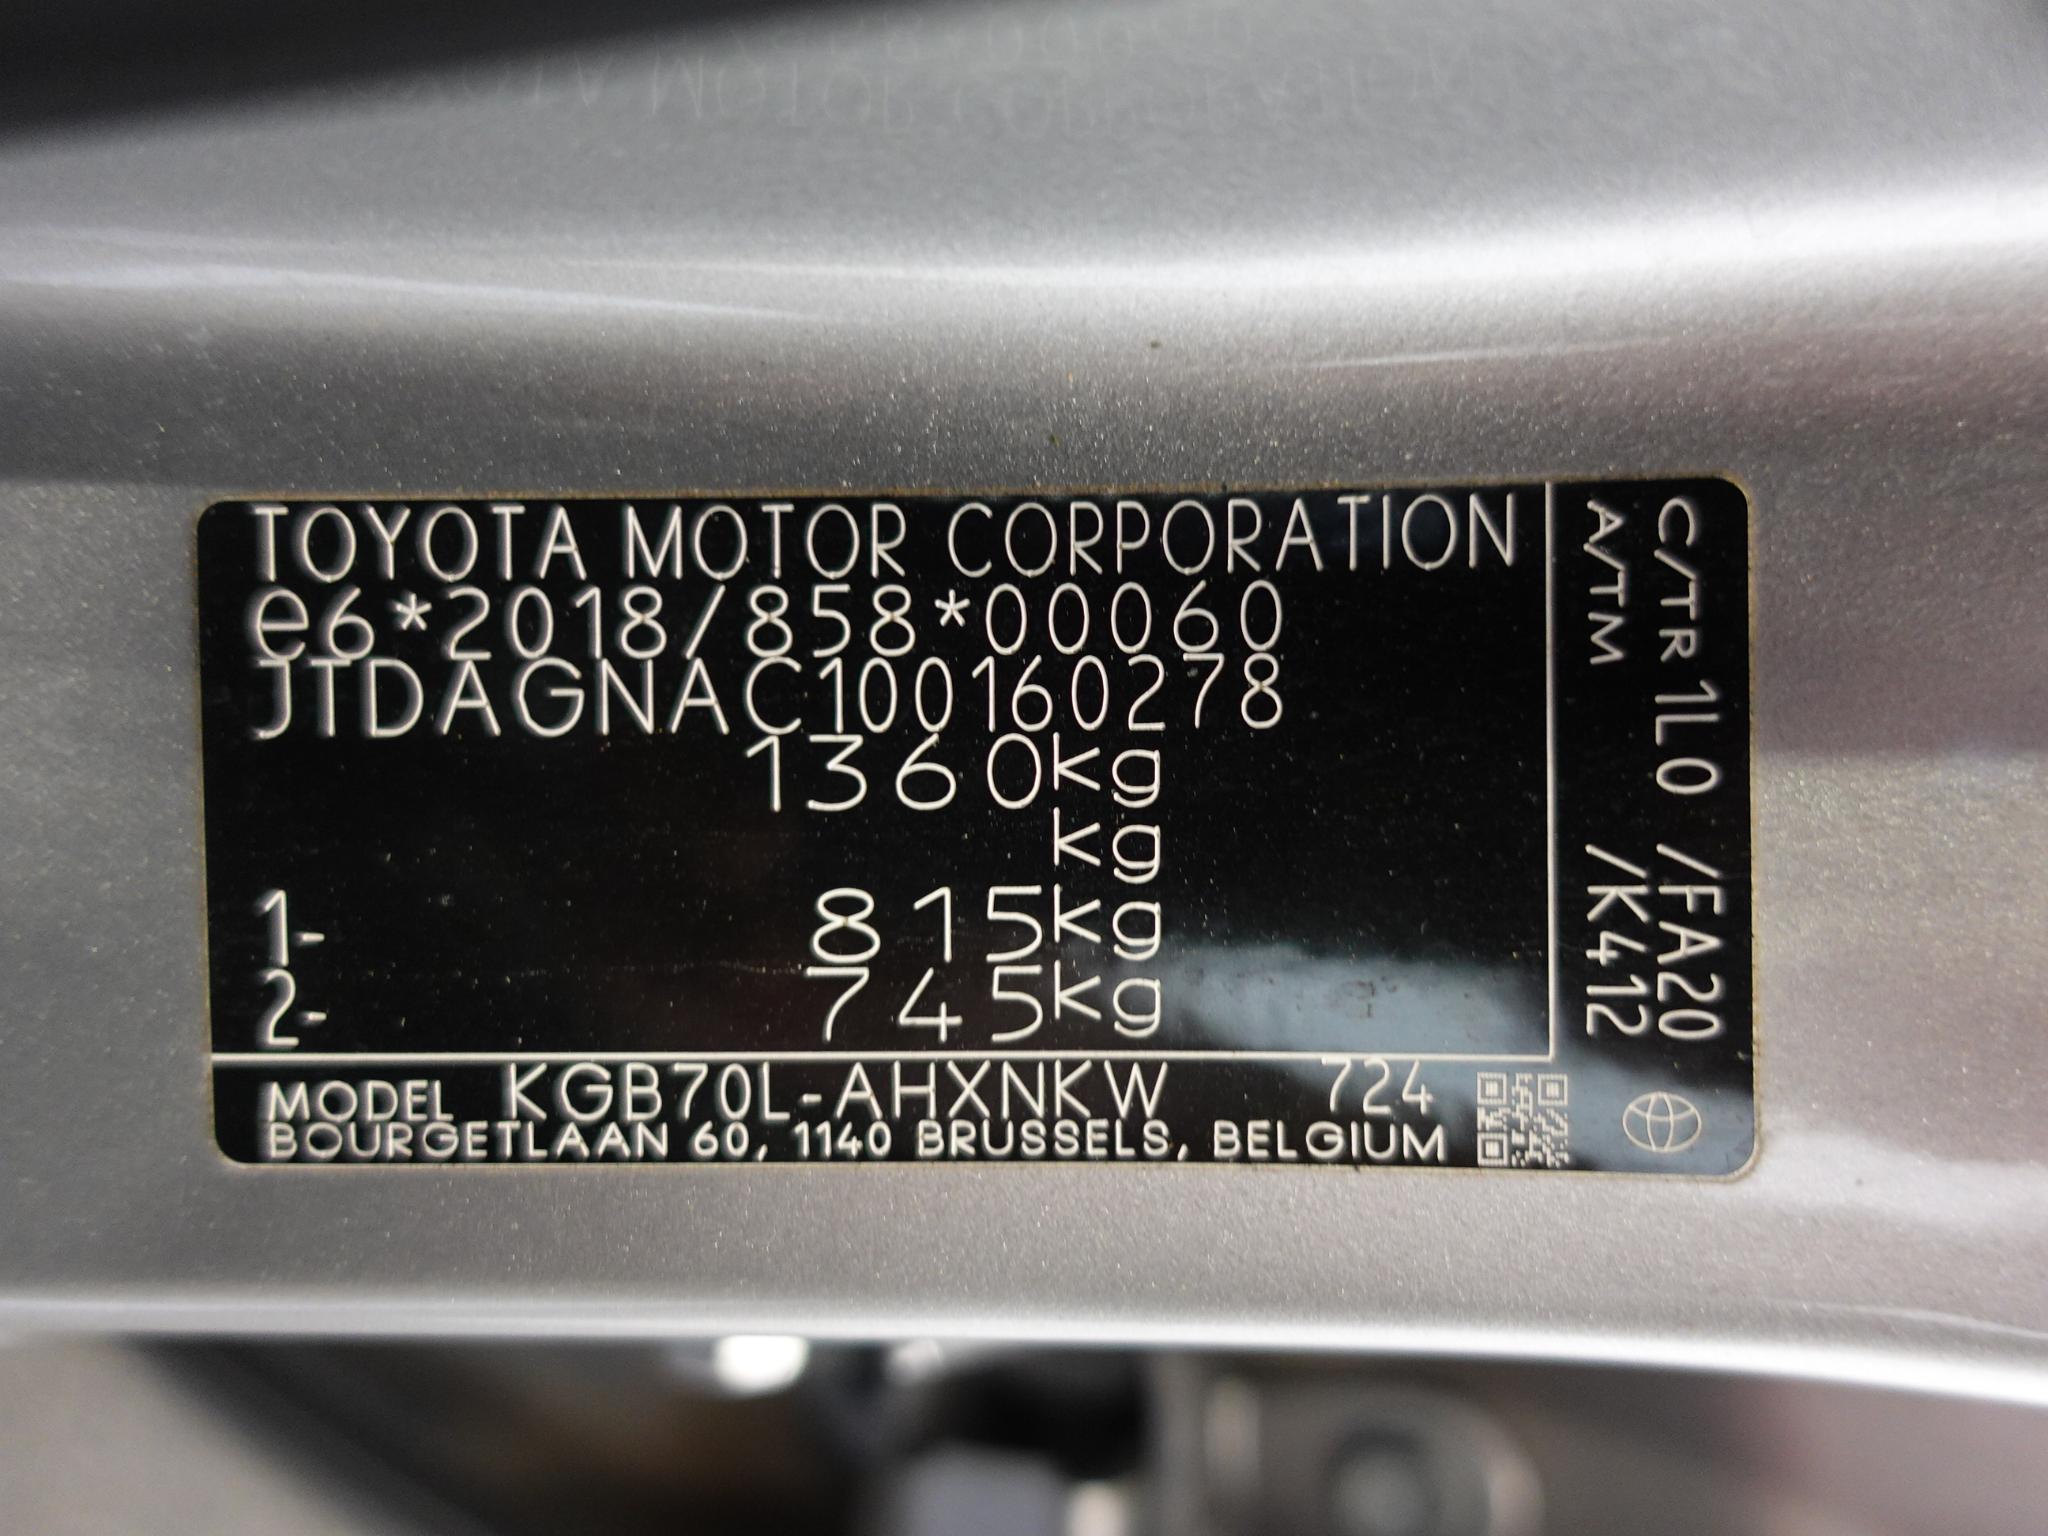 TOYOTA MOTOR CORPORATION
e6*2018/858*00060
JTDAGNAC100160278
1360kg
kg
1- 815kg
2- 745kg
MODEL KGB70L-AHXNKW 724
BOURGETLAAN 60, 1140 BRUSSELS, BELGIUM
C/TR 1L0 /FA20
A/TM /K412